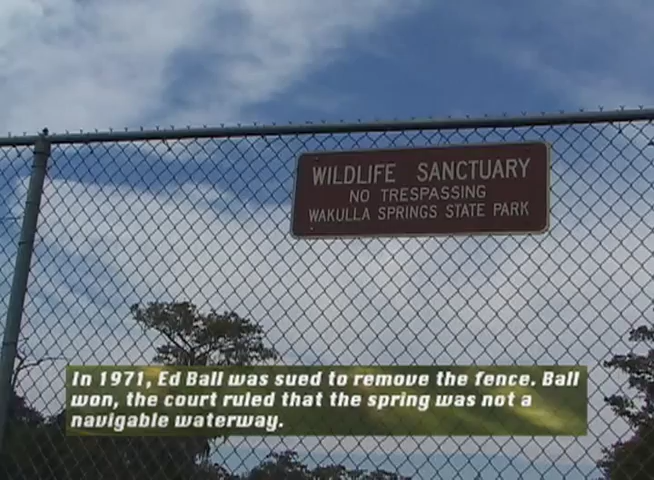 WILDLIFE SANCTUARY
NO TRESPASSING
WAKULLA SPRINGS STATE PARK
In 1971, Ed Ball was sued to remove the fence. Ball
won, the court ruled that the spring was not a
navigable waterway.